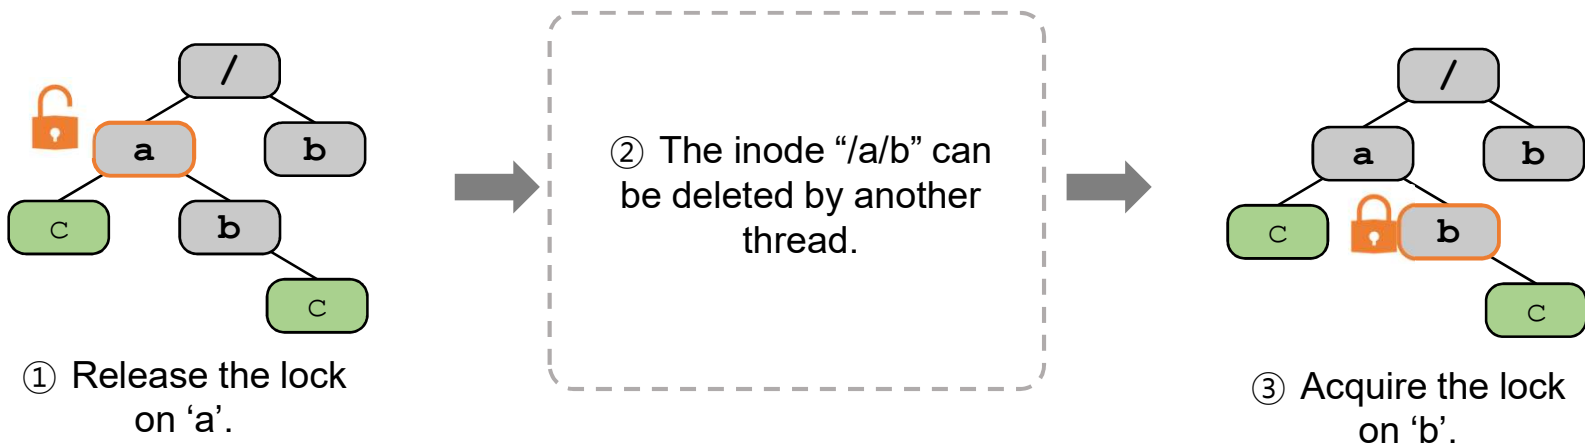 /
a
b
c
b
c
① Release the lock
on ‘a’.
② The inode “/a/b” can
be deleted by another
thread.
/
a
b
c
b
c
③ Acquire the lock
on ‘b’.